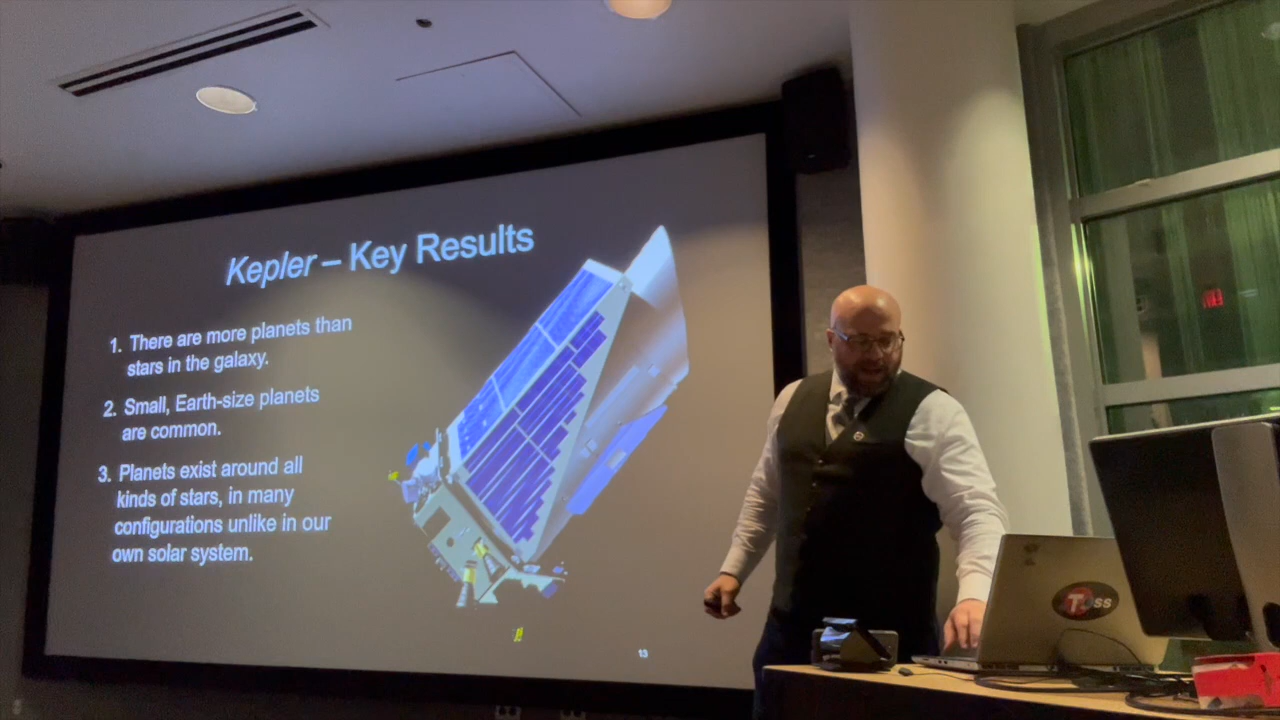 Kepler – Key Results
1. There are more planets than
stars in the galaxy.
2. Small, Earth-size planets
are common.
3. Planets exist around all
kinds of stars, in many
configurations unlike in our
own solar system.
13